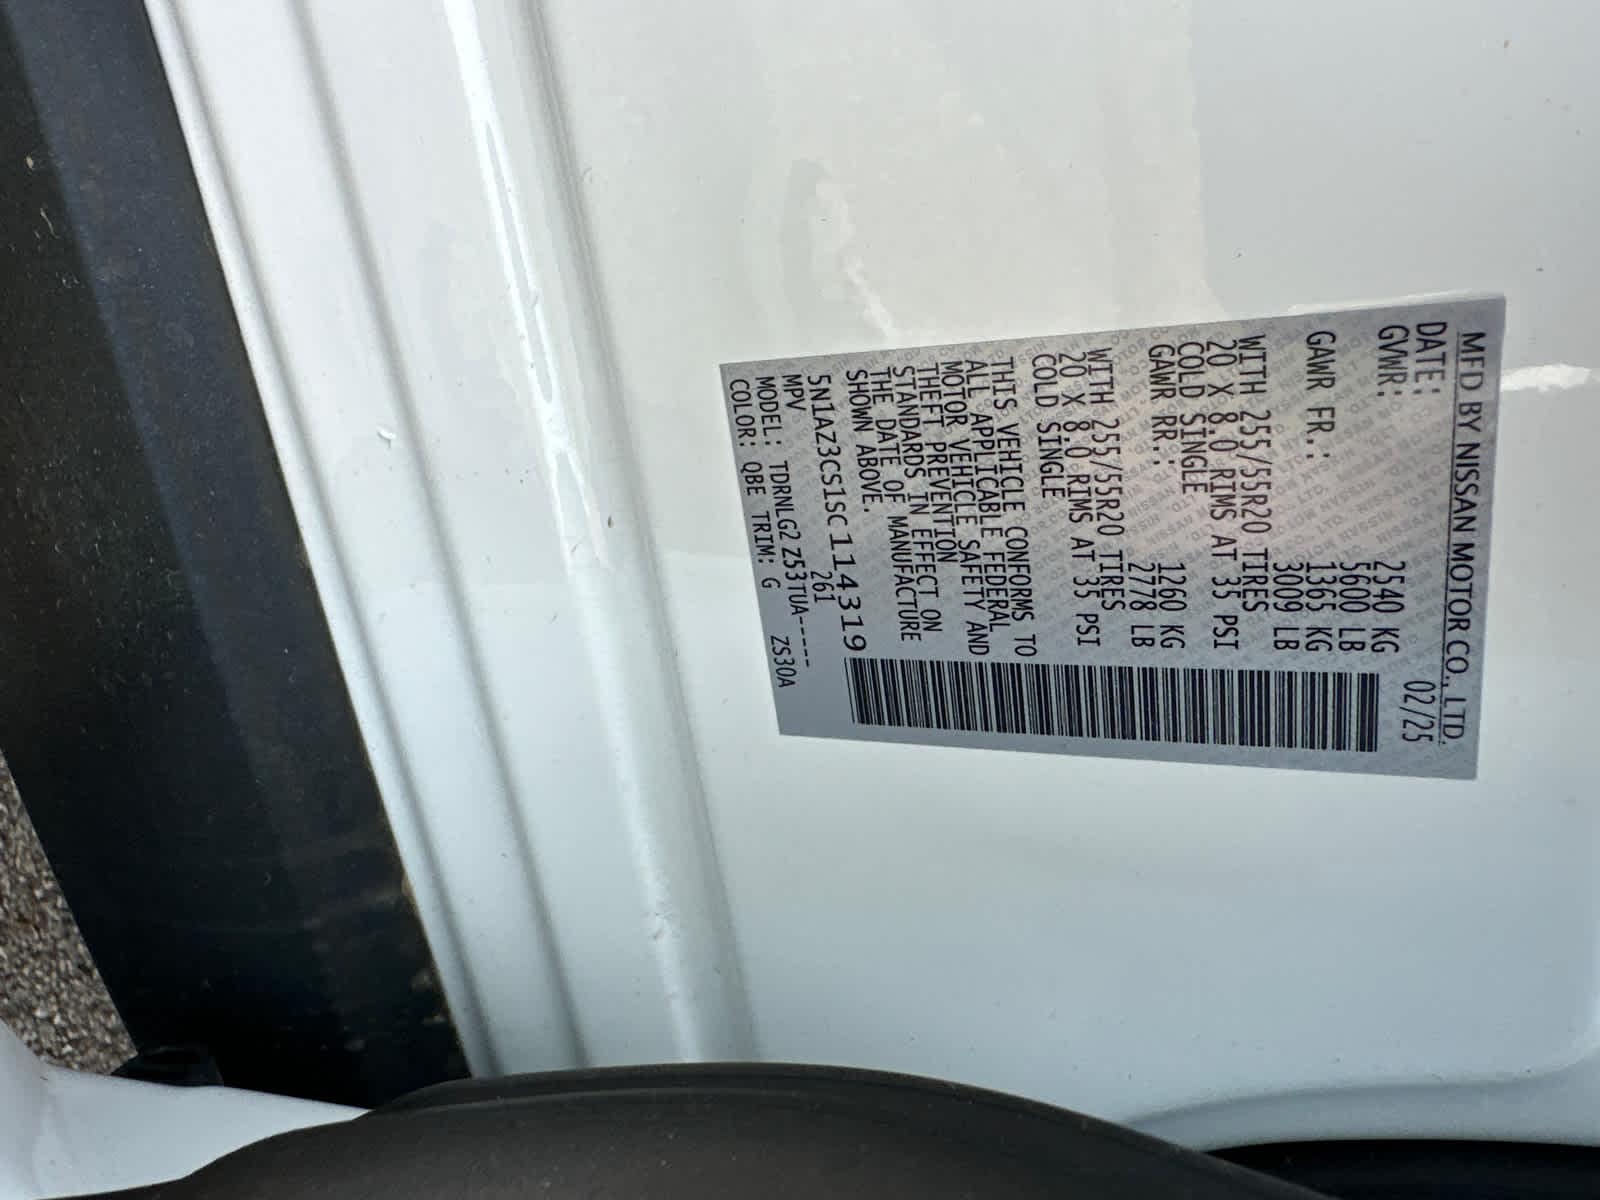 MFD BY NISSAN MOTOR CO., LTD.
DATE: 02/25
GVWR: 2540 KG
5600 LB
GAWR FR.: 1365 KG
3009 LB
WITH 255/55R20 TIRES
20 X 8.0 RIMS AT 35 PSI
COLD SINGLE
GAWR RR.: 1260 KG
2778 LB
WITH 255/55R20 TIRES
20 X 8.0 RIMS AT 35 PSI
COLD SINGLE
THIS VEHICLE CONFORMS TO
ALL APPLICABLE FEDERAL
MOTOR VEHICLE SAFETY AND
THEFT PREVENTION
STANDARDS IN EFFECT ON
THE DATE OF MANUFACTURE
SHOWN ABOVE.
5N1AZ3CS1SC114319
MPV 261
MODEL: TDRNLG2 Z53TUA-----
COLOR: QBE TRIM: G ZS30A